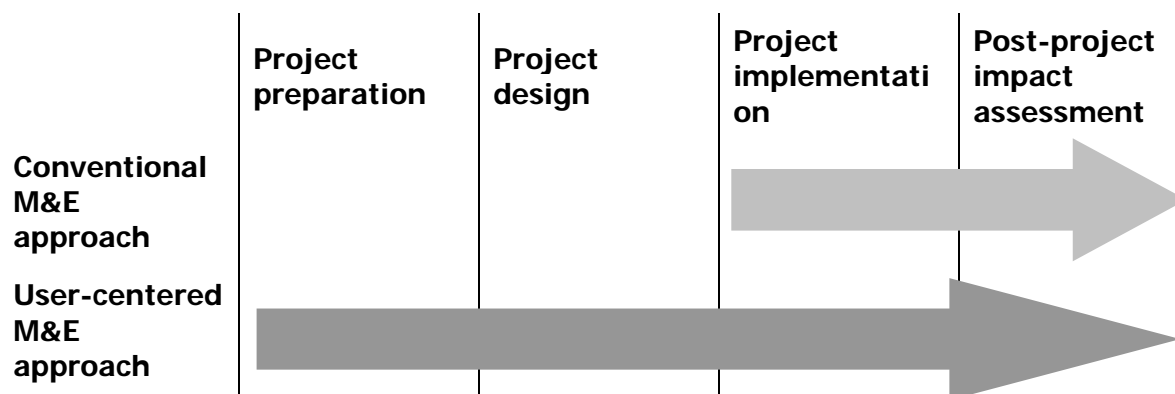 Project
preparation
Project
design
Project
implementati
on
Post-project
impact
assessment
Conventional
M&E
approach
User-centered
M&E
approach